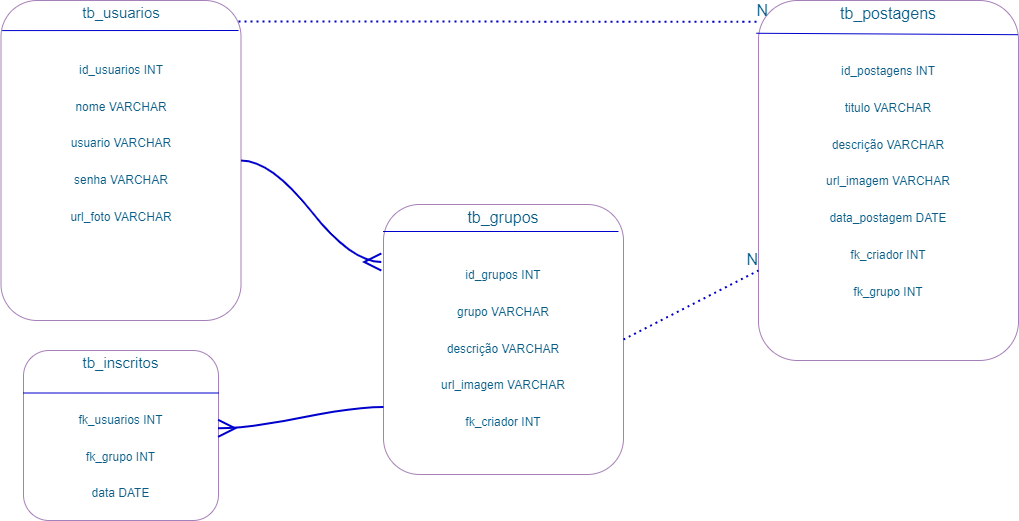 tb_usuarios
id_usuarios INT
nome VARCHAR
usuario VARCHAR
senha VARCHAR
url_foto VARCHAR
N
tb_postagens
id_postagens INT
titulo VARCHAR
descrição VARCHAR
url_imagem VARCHAR
data_postagem DATE
fk_criador INT
fk_grupo INT
tb_grupos
id_grupos INT
grupo VARCHAR
descrição VARCHAR
url_imagem VARCHAR
fk_criador INT
N
tb_inscritos
fk_usuarios INT
fk_grupo INT
data DATE